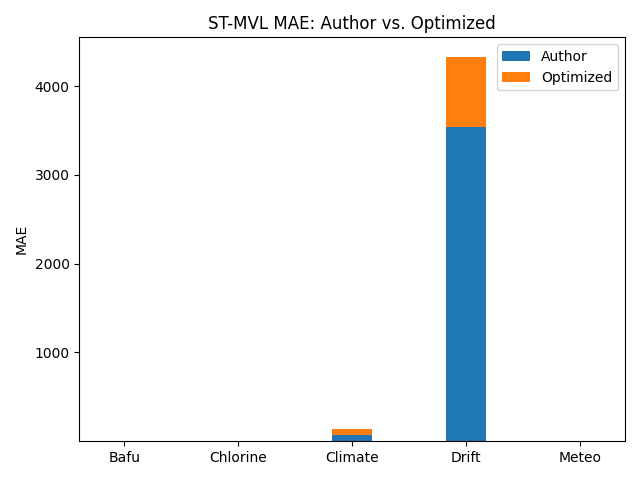 ST-MVL MAE: Author vs. Optimized
Author
Optimized
4000
3000
2000
1000
MAE
Bafu Chlorine Climate Drift Meteo